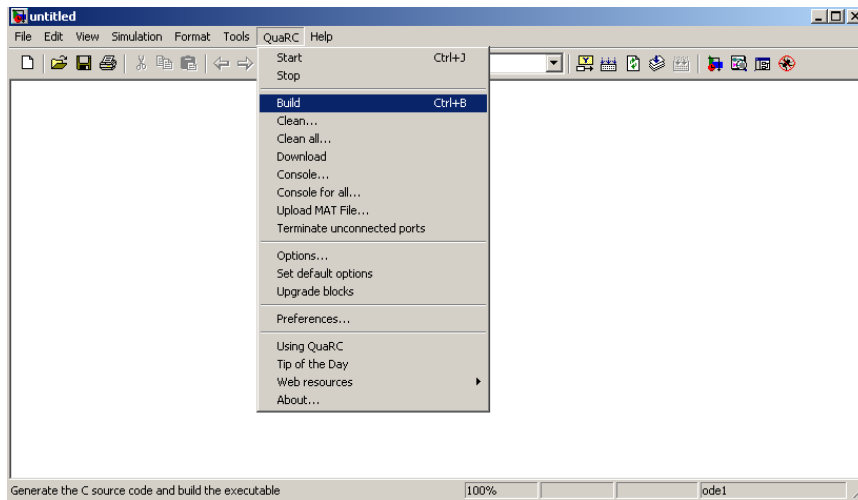 untitled
File Edit View Simulation Format Tools QuaRC Help
Start Ctrl+J
Stop
Build Ctrl+B
Clean...
Clean all...
Download
Console...
Console for all...
Upload MAT File...
Terminate unconnected ports
Options...
Set default options
Upgrade blocks
Preferences...
Using QuaRC
Tip of the Day
Web resources
About...
Generate the C source code and build the executable 100% ode1